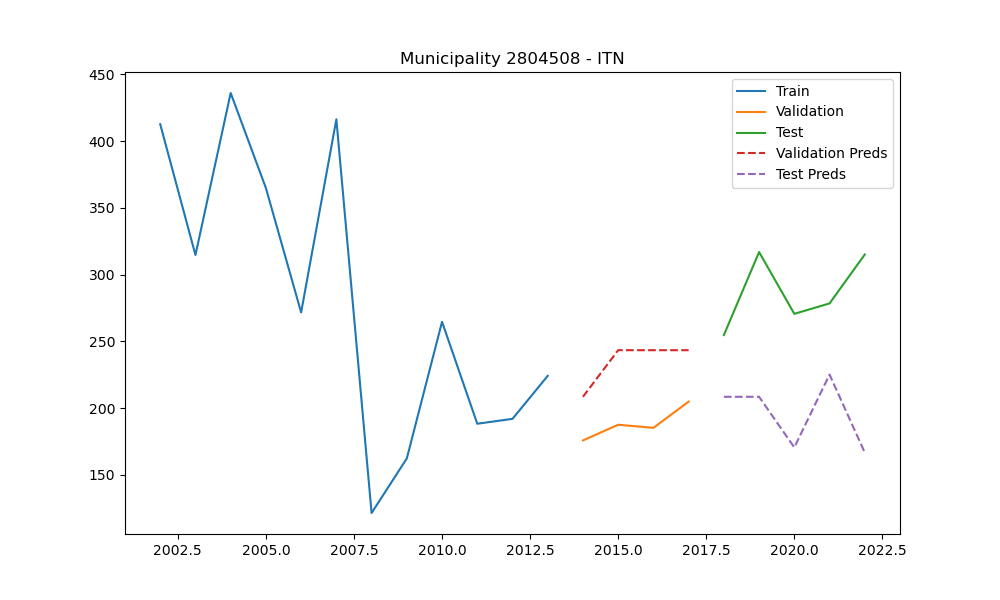 Municipality 2804508 - ITN
450
400
350
300
250
200
150
Train
Validation
Test
Validation Preds
Test Preds
2002.5 2005.0 2007.5 2010.0 2012.5 2015.0 2017.5 2020.0 2022.5